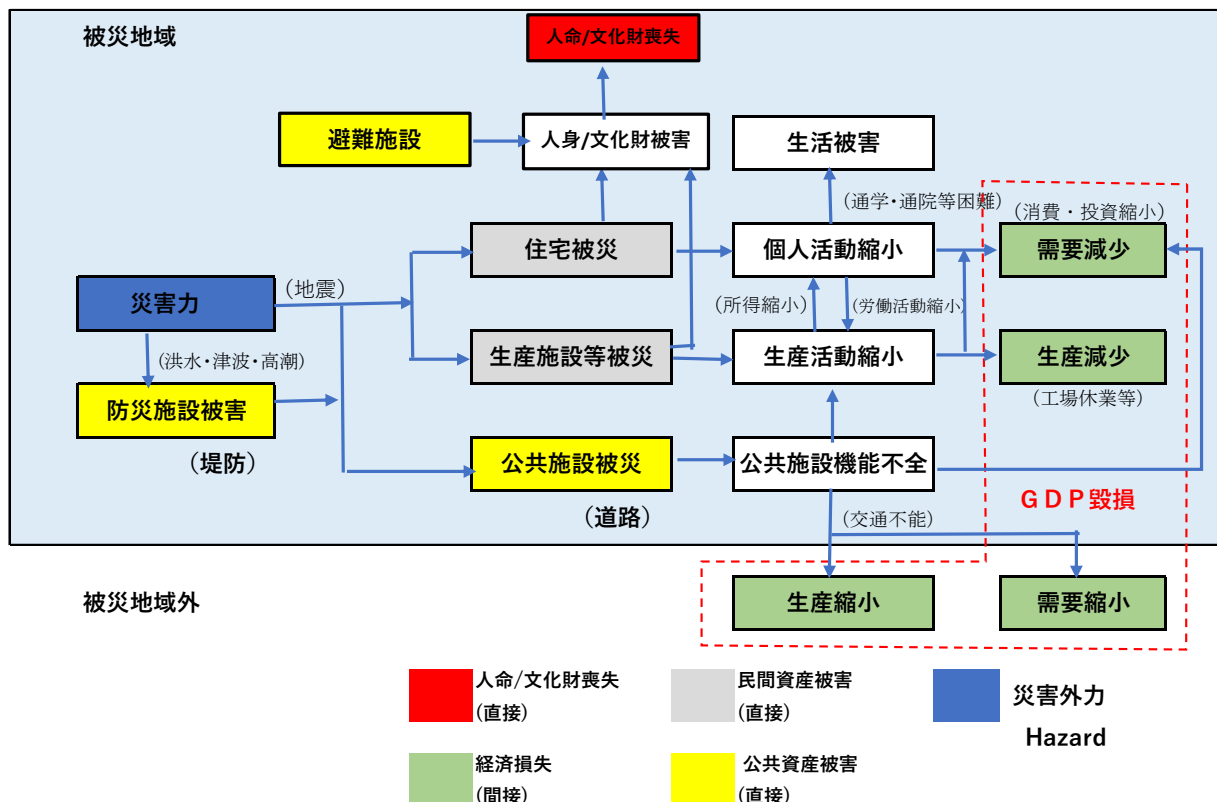 被災地域
人命/文化財喪失
避難施設
人身/文化財被害
生活被害
(通学・通院等困難)
(消費・投資縮小)
住宅被災
個人活動縮小
需要減少
災害力
(地震)
(所得縮小)
(労働活動縮小)
(洪水・津波・高潮)
生産施設等被災
生産活動縮小
生産減少
(工場休業等)
防災施設被害
(堤防)
公共施設被災
公共施設機能不全
(道路)
(交通不能)
GDP毀損
被災地域外
生産縮小
需要縮小
人命/文化財喪失
(直接)
民間資産被害
(直接)
災害外力
Hazard
経済損失
(間接)
公共資産被害
(直接)